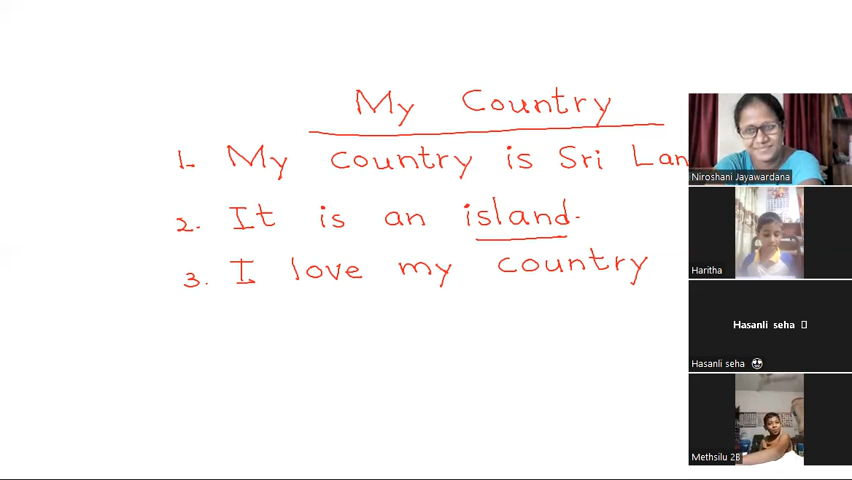 My Country
1. My country is Sri Lan
2. It is an island.
3. I love my country
Niroshani Jayawardana
Haritha
Hasanli seha
Hasanli seha
Methsilu 2B